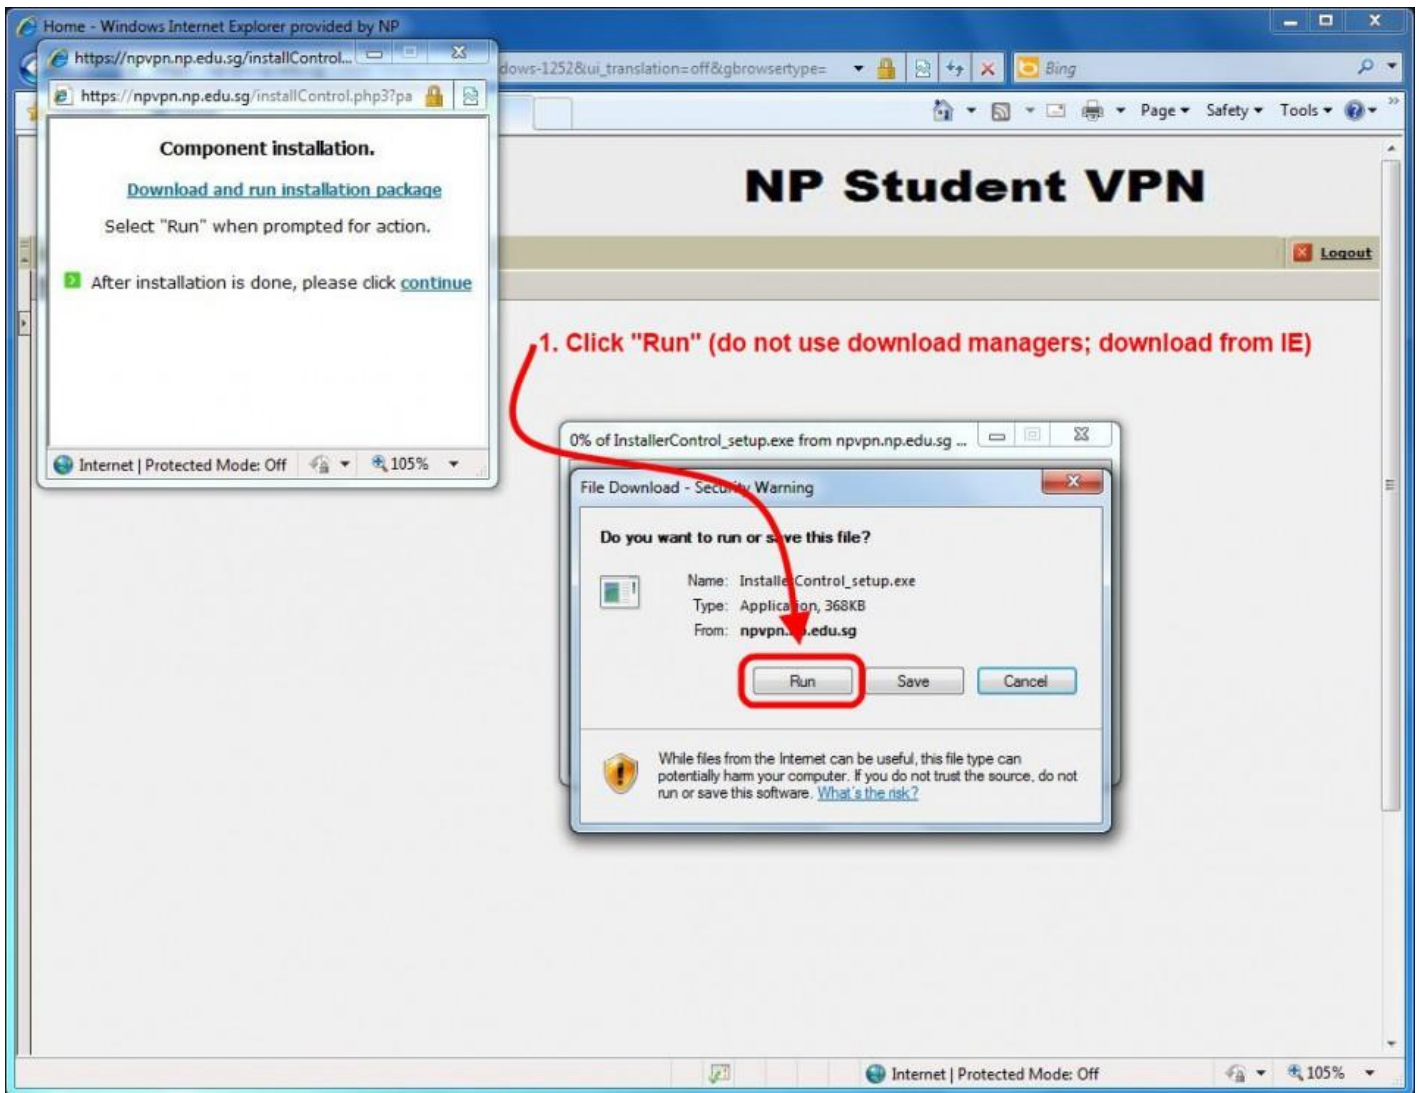 Home - Windows Internet Explorer provided by NP
https://npvpn.np.edu.sg/installControl...
dows-1252&ui_translation=off&gbrowsertype=
Bing
https://npvpn.np.edu.sg/installControl.php3?pa
Page
Safety
Tools
Component installation.
Download and run installation package
Select "Run" when prompted for action.
After installation is done, please click continue
Internet | Protected Mode: Off
105%
NP Student VPN
Logout
1. Click "Run" (do not use download managers; download from IE)
0% of InstallerControl_setup.exe from npvpn.np.edu.sg ...
File Download - Security Warning
Do you want to run or save this file?
Name: InstallerControl_setup.exe
Type: Application, 368KB
From: npvpn.np.edu.sg
Run
Save
Cancel
While files from the Internet can be useful, this file type can
potentially harm your computer. If you do not trust the source, do not
run or save this software. What's the risk?
Internet | Protected Mode: Off
105%